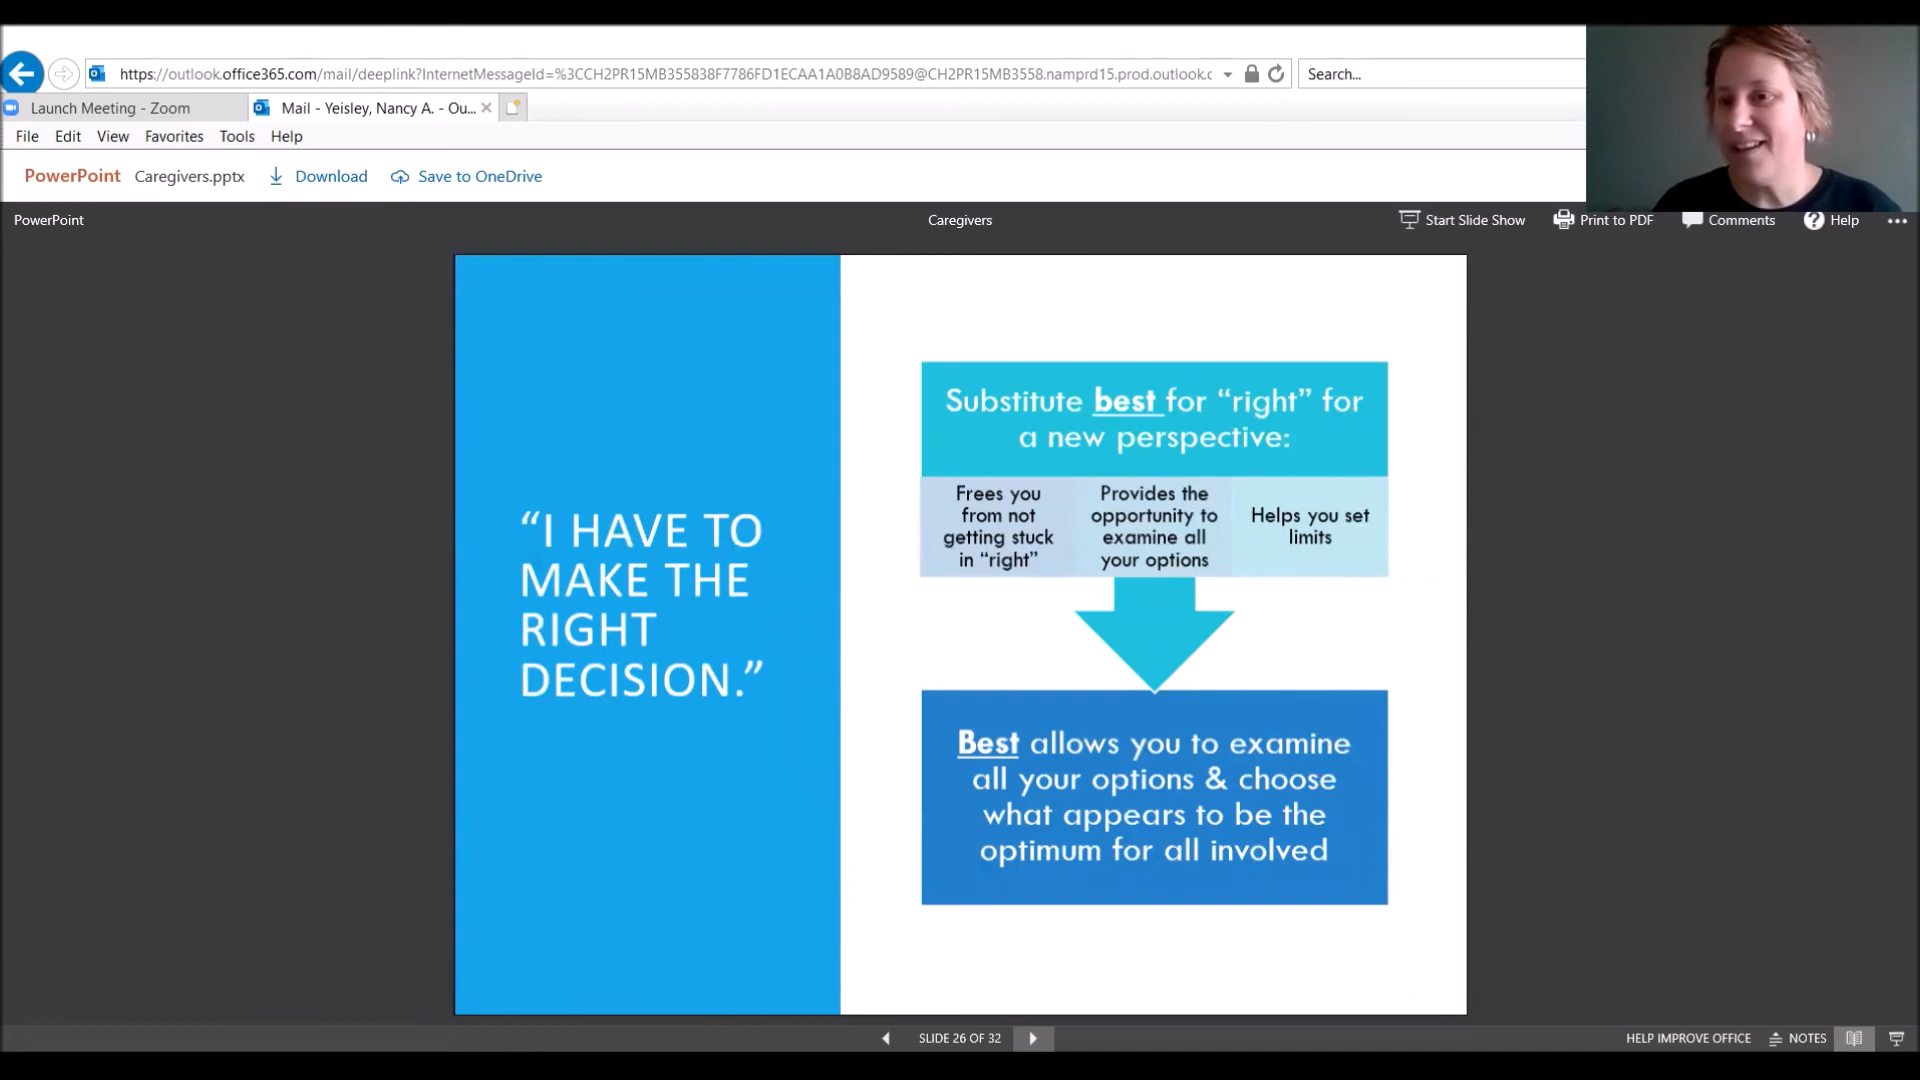 https://outlook.office365.com/mail/deeplink?InternetMessageId=%3CCH2PR15MB355838F7786FD1ECAA1A0B8AD9589@CH2PR15MB3558.namprd15.prod.outlook.c
Search...
Launch Meeting - Zoom
Mail - Yeisley, Nancy A. - Ou...
File Edit View Favorites Tools Help
PowerPoint Caregivers.pptx Download Save to OneDrive
PowerPoint
Caregivers
Start Slide Show Print to PDF Comments Help
“I HAVE TO
MAKE THE
RIGHT
DECISION.”
Substitute best for “right” for
a new perspective:
Frees you
from not
getting stuck
in “right”
Provides the
opportunity to
examine all
your options
Helps you set
limits
Best allows you to examine
all your options & choose
what appears to be the
optimum for all involved
SLIDE 26 OF 32
HELP IMPROVE OFFICE
NOTES